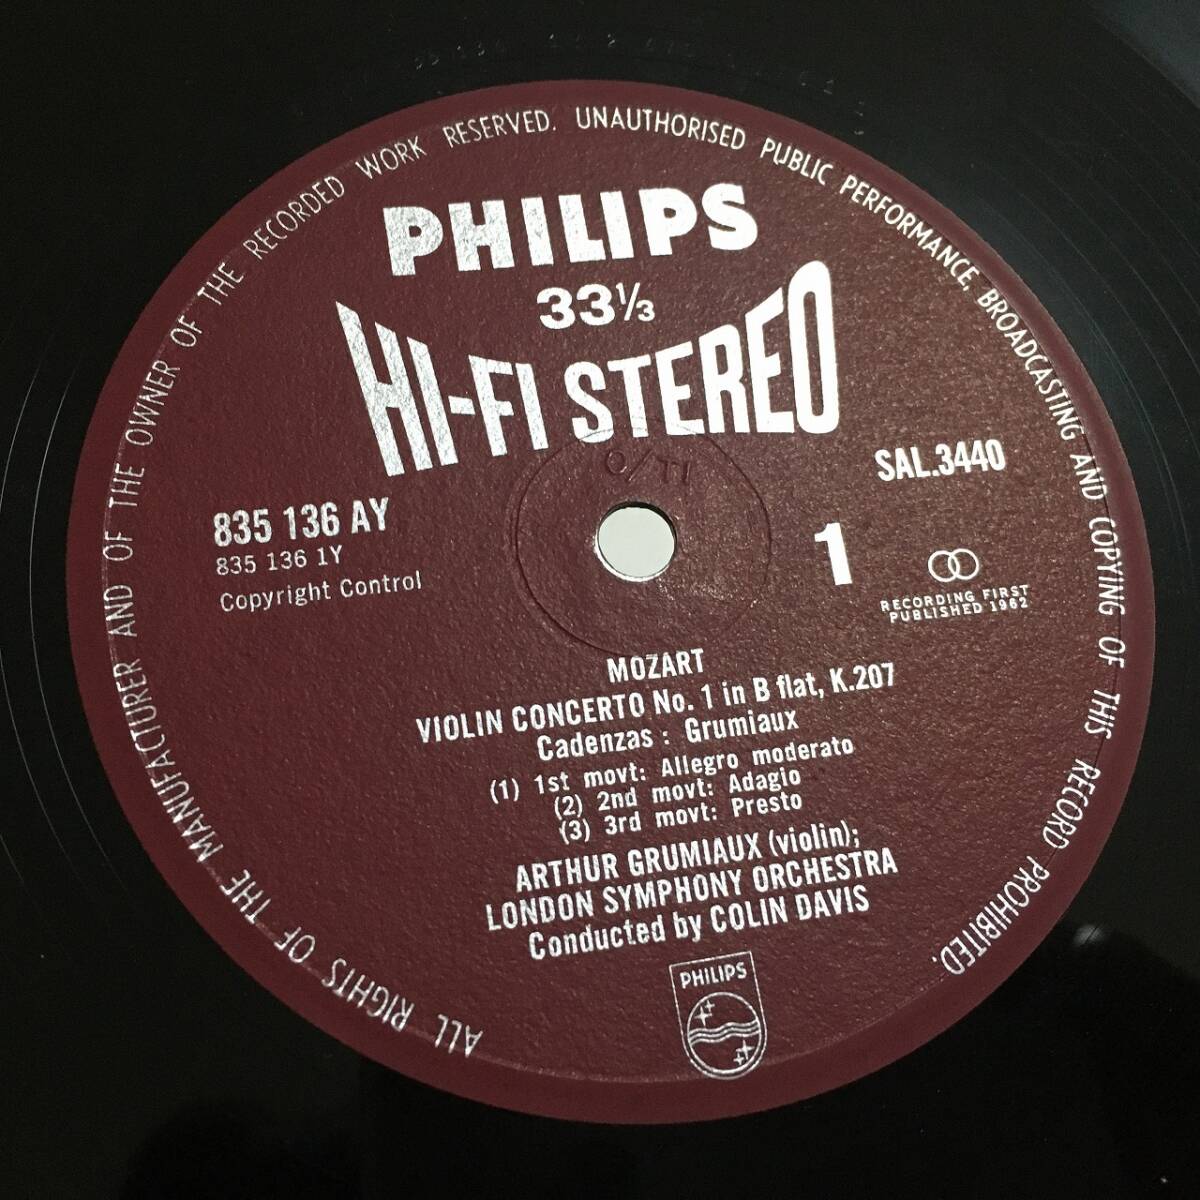 ALL RIGHTS OF THE MANUFACTURER AND OF THE OWNER OF THE RECORDED WORK RESERVED. UNAUTHORISED PUBLIC PERFORMANCE, BROADCASTING AND COPYING OF THIS RECORD PROHIBITED.
PHILIPS
33⅓
HI-FI STEREO
SAL.3440
O/TI
835 136 AY
835 136 1Y
Copyright Control
1
RECORDING FIRST
PUBLISHED 1962
MOZART
VIOLIN CONCERTO No. 1 in B flat, K.207
Cadenzas : Grumiaux
(1) 1st movt: Allegro moderato
(2) 2nd movt: Adagio
(3) 3rd movt: Presto
ARTHUR GRUMIAUX (violin);
LONDON SYMPHONY ORCHESTRA
Conducted by COLIN DAVIS
PHILIPS